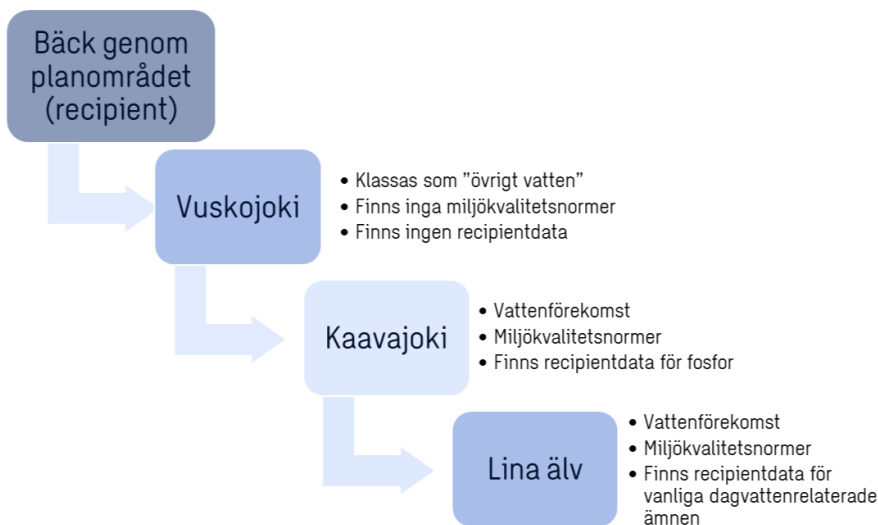 Bäck genom
planområdet
(recipient)
Vuskojoki
• Klassas som ”övrigt vatten”
• Finns inga miljökvalitetsnormer
• Finns ingen recipientdata
Kaavajoki
• Vattenförekomst
• Miljökvalitetsnormer
• Finns recipientdata för fosfor
Lina älv
• Vattenförekomst
• Miljökvalitetsnormer
• Finns recipientdata för
vanliga dagvattenrelaterade
ämnen